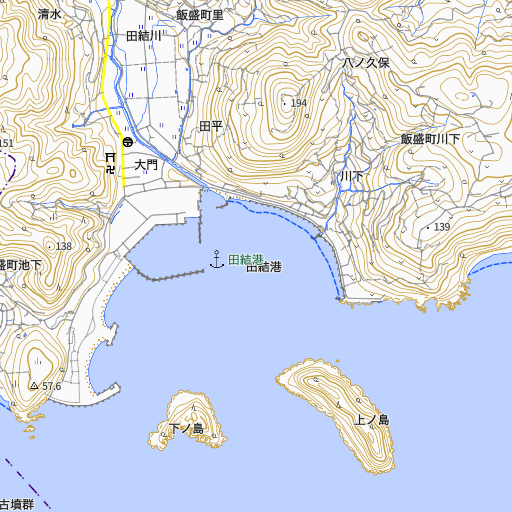 清水
飯盛町里
田結川
八ノ久保
194
田平
飯盛町川下
151
大門
川下
139
138
田結港
田結港
盛町池下
57.6
上ノ島
下ノ島
古墳群